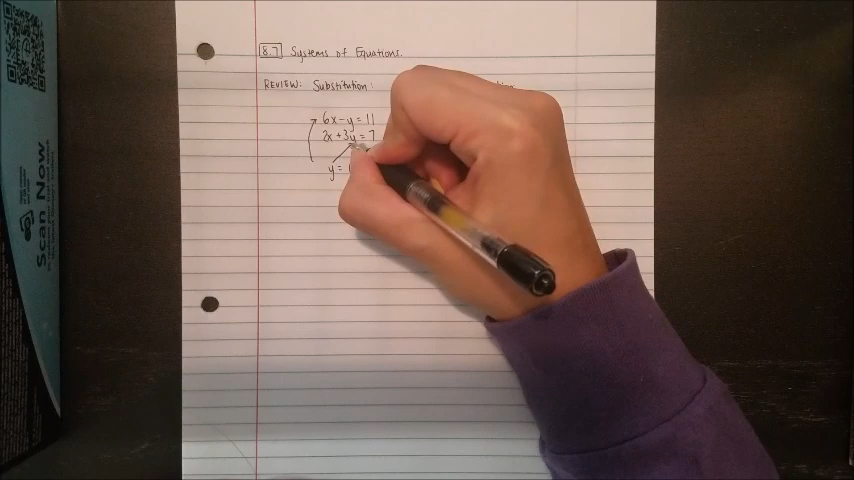 8.7 Systems of Equations.
REVIEW: Substitution:
6x - y = 11
2x + 3y = 7
y =
Scan Now